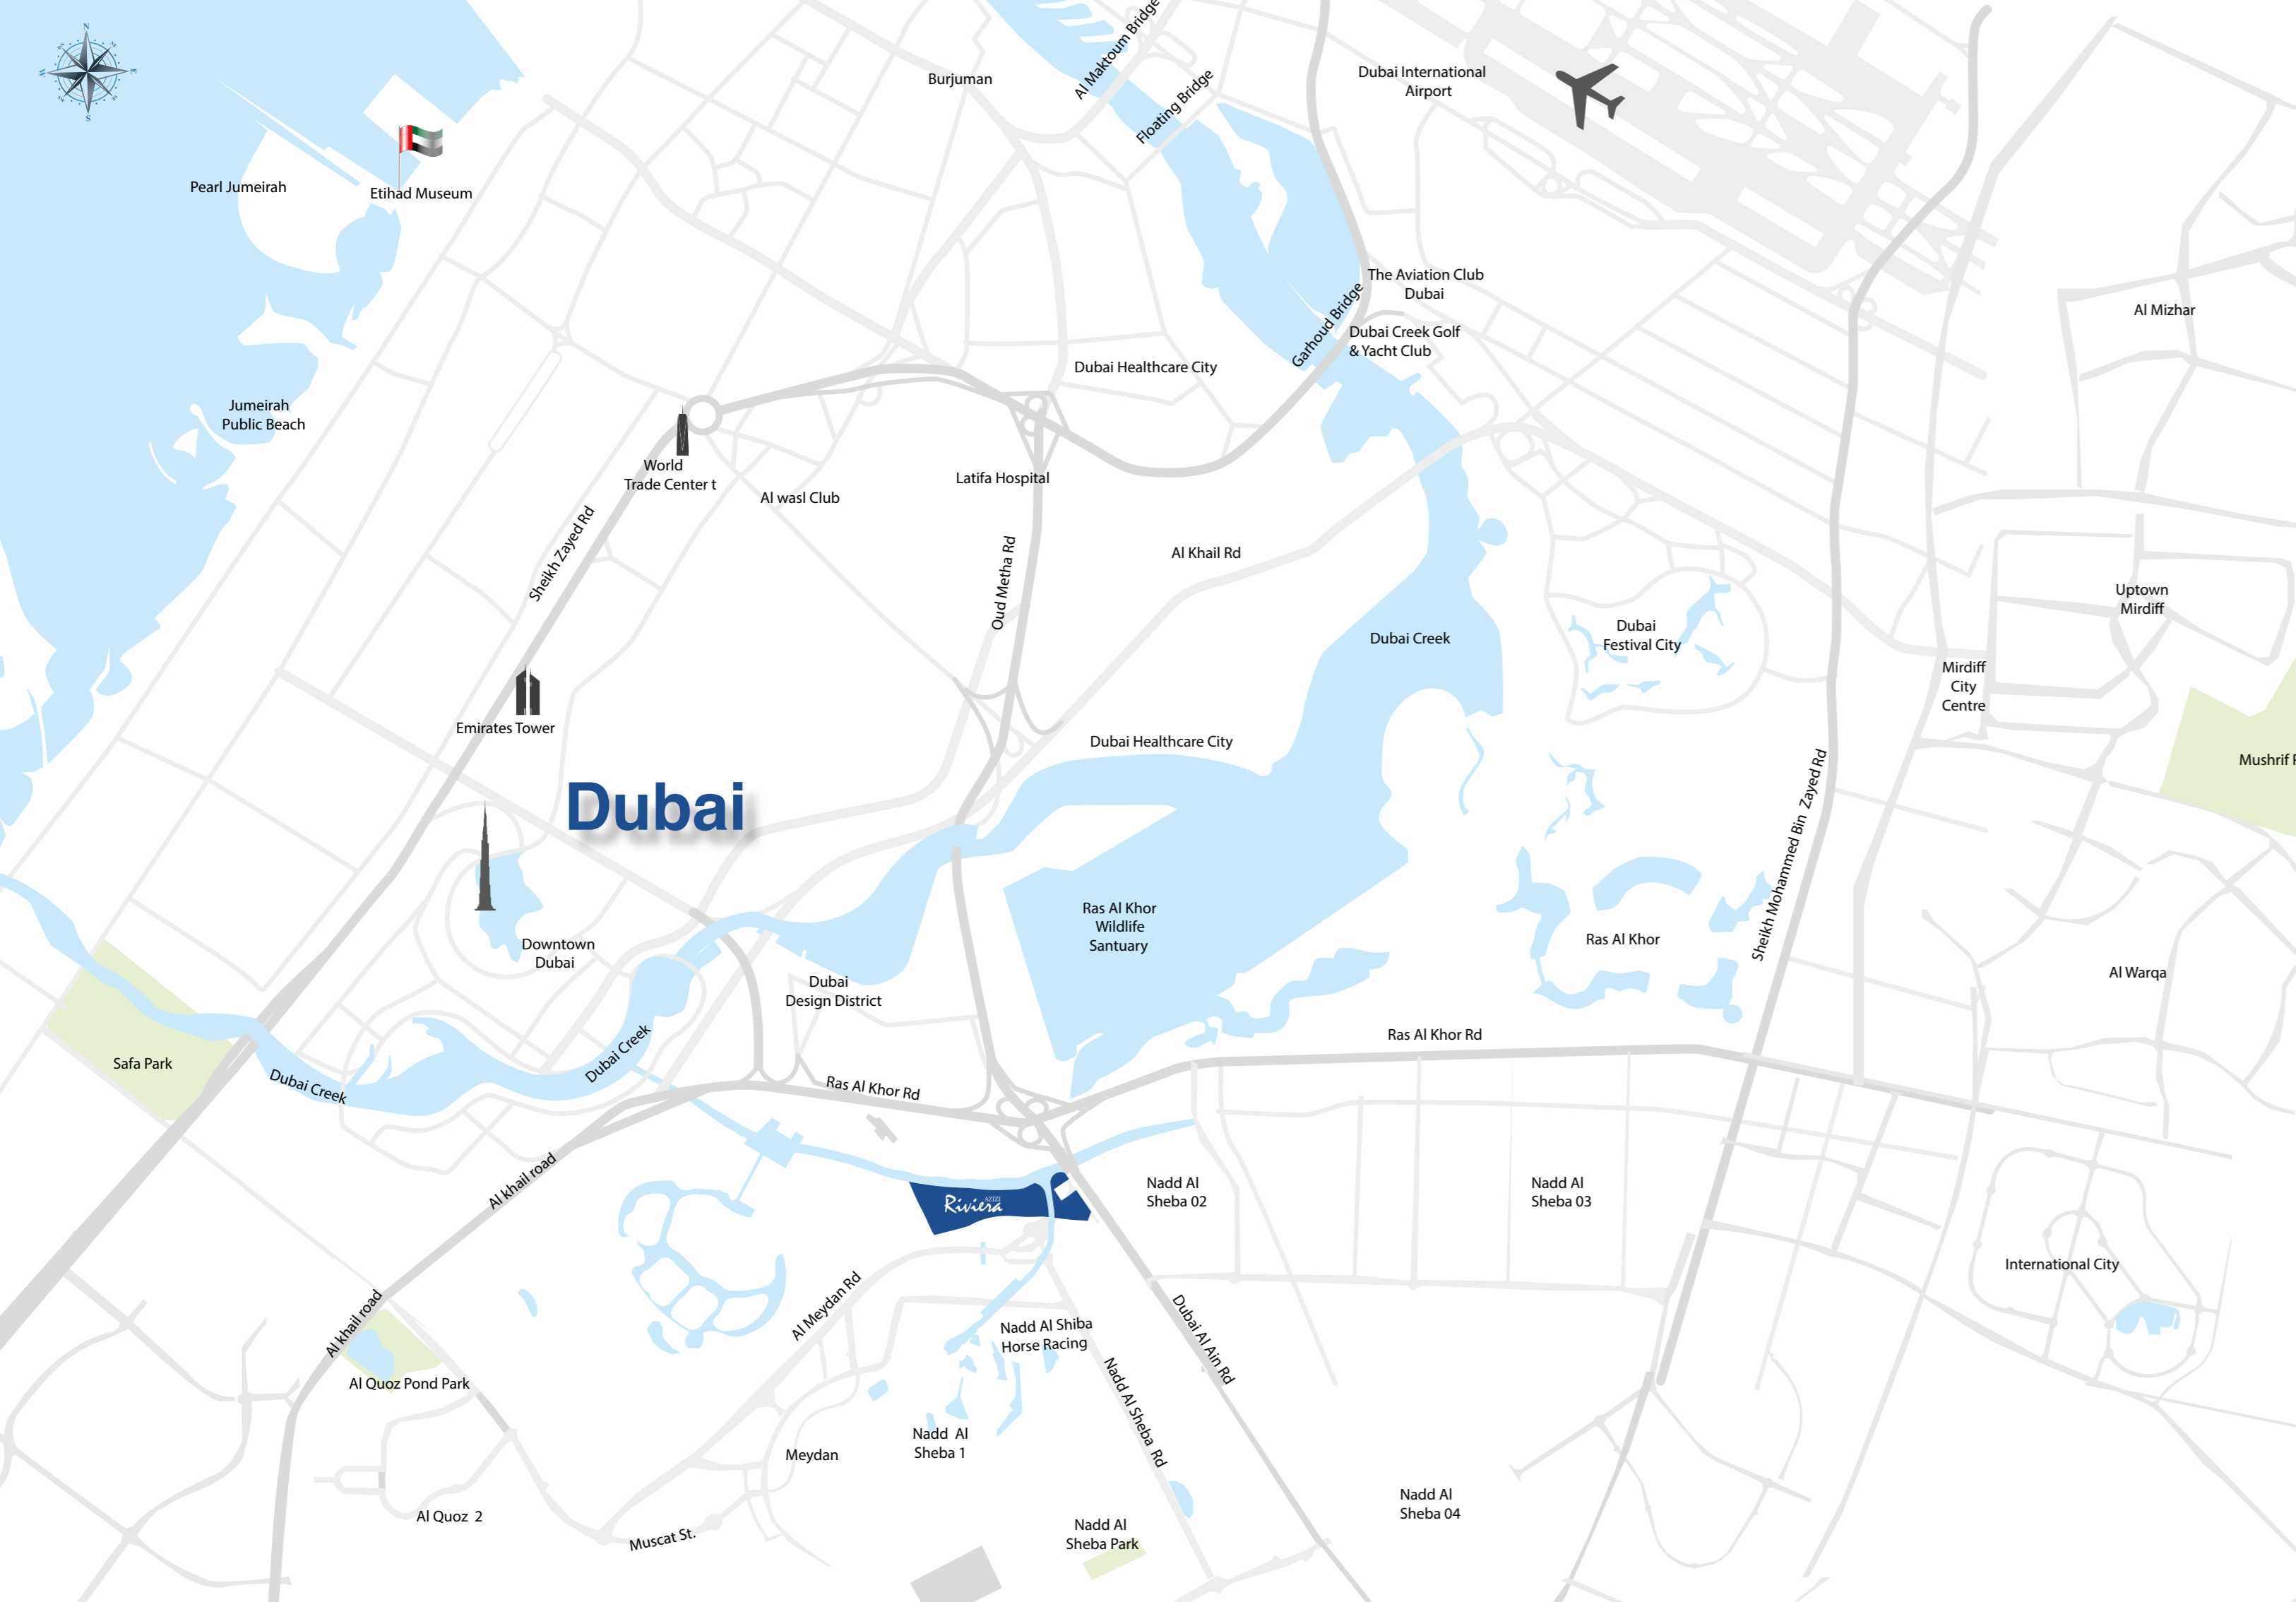 N
E
S
W
Burjuman
Al Maktoum Bridge
Floating Bridge
Dubai International
Airport
Pearl Jumeirah
Etihad Museum
The Aviation Club
Dubai
Garhoud Bridge
Dubai Creek Golf
& Yacht Club
Al Mizhar
Dubai Healthcare City
Jumeirah
Public Beach
World
Trade Center t
Al wasl Club
Latifa Hospital
Sheikh Zayed Rd
Oud Metha Rd
Al Khail Rd
Dubai Creek
Dubai
Festival City
Uptown
Mirdiff
Mirdiff
City
Centre
Emirates Tower
Dubai Healthcare City
Mushrif
Dubai
Sheikh Mohammed Bin Zayed Rd
Downtown
Dubai
Ras Al Khor
Wildlife
Santuary
Ras Al Khor
Al Warqa
Dubai
Design District
Safa Park
Dubai Creek
Dubai Creek
Ras Al Khor Rd
Ras Al Khor Rd
Al khail road
AZIZI
Riviera
Nadd Al
Sheba 02
Nadd Al
Sheba 03
International City
Al khail road
Al Meydan Rd
Nadd Al Shiba
Horse Racing
Dubai Al Ain Rd
Al Quoz Pond Park
Nadd Al Sheba Rd
Nadd Al
Sheba 1
Meydan
Al Quoz 2
Muscat St.
Nadd Al
Sheba Park
Nadd Al
Sheba 04